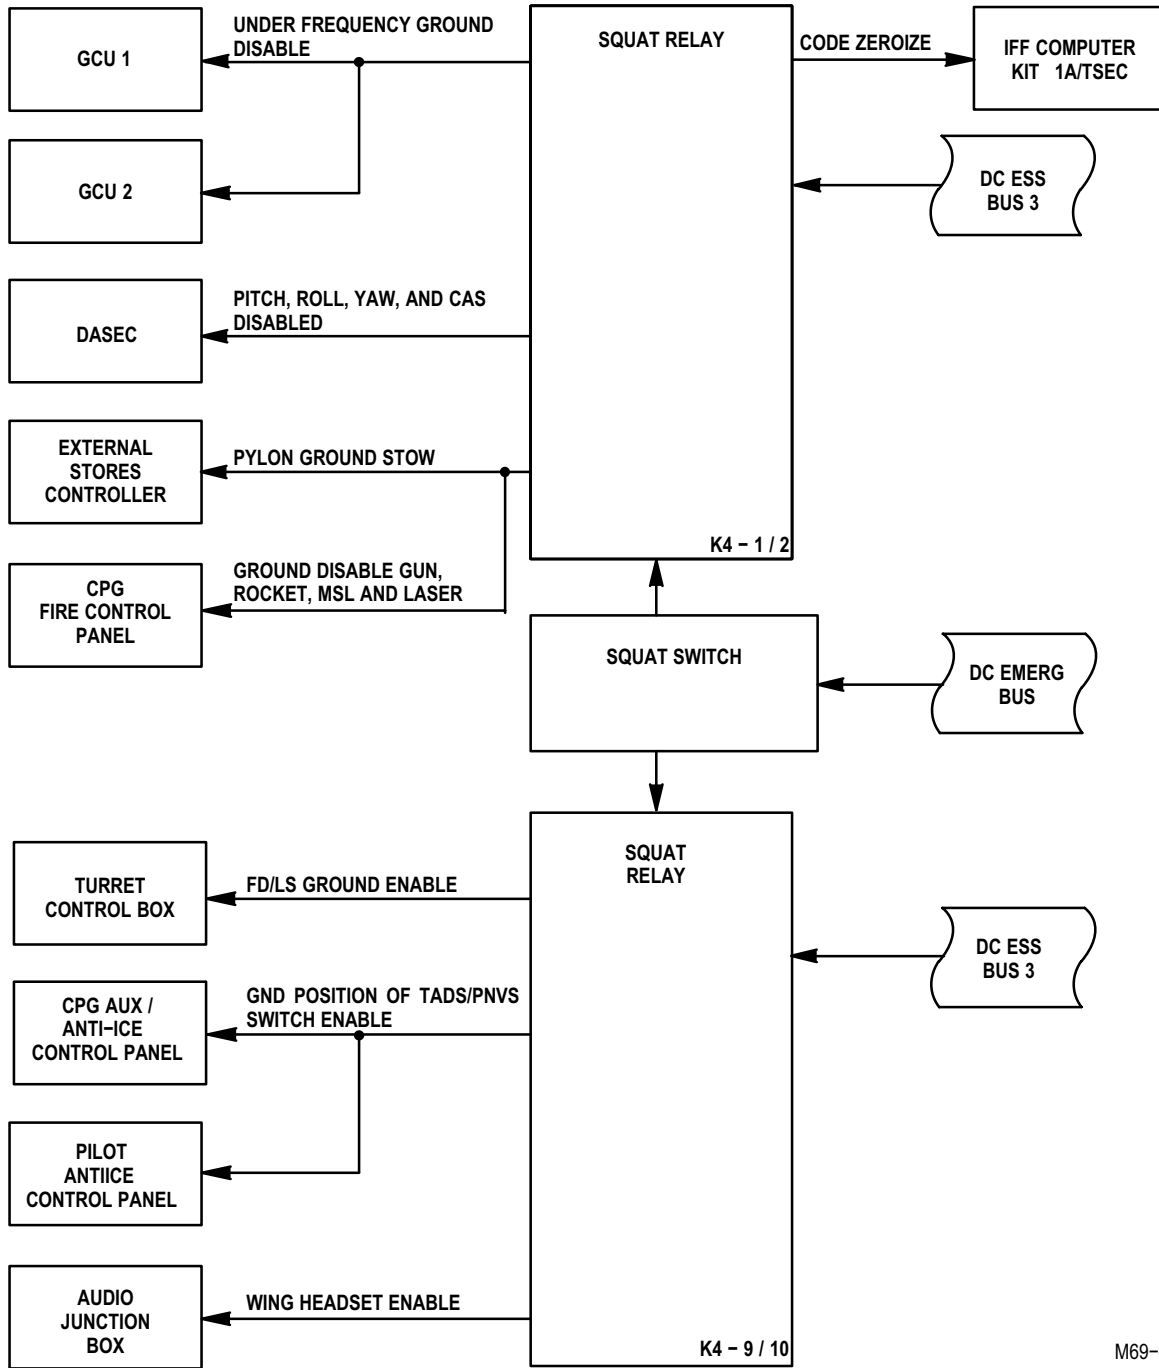 GCU 1
UNDER FREQUENCY GROUND
DISABLE
SQUAT RELAY
CODE ZEROIZE
IFF COMPUTER
KIT 1A/TSEC
GCU 2
DC ESS
BUS 3
DASEC
PITCH, ROLL, YAW, AND CAS
DISABLED
EXTERNAL
STORES
CONTROLLER
PYLON GROUND STOW
K4 − 1 / 2
CPG
FIRE CONTROL
PANEL
GROUND DISABLE GUN,
ROCKET, MSL AND LASER
SQUAT SWITCH
DC EMERG
BUS
SQUAT
RELAY
TURRET
CONTROL BOX
FD/LS GROUND ENABLE
DC ESS
BUS 3
CPG AUX /
ANTI−ICE
CONTROL PANEL
GND POSITION OF TADS/PNVS
SWITCH ENABLE
PILOT
ANTIICE
CONTROL PANEL
AUDIO
JUNCTION
BOX
WING HEADSET ENABLE
K4 − 9 / 10
M69−